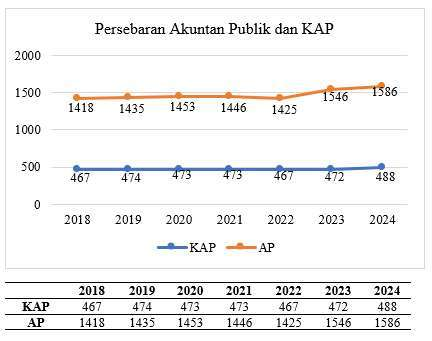 Persebaran Akuntan Publik dan KAP
2000
1500
1000
500
0
1418 1435 1453 1446 1425 1546 1586
467 474 473 473 467 472 488
2018 2019 2020 2021 2022 2023 2024
KAP AP
2018 2019 2020 2021 2022 2023 2024
KAP 467 474 473 473 467 472 488
AP 1418 1435 1453 1446 1425 1546 1586